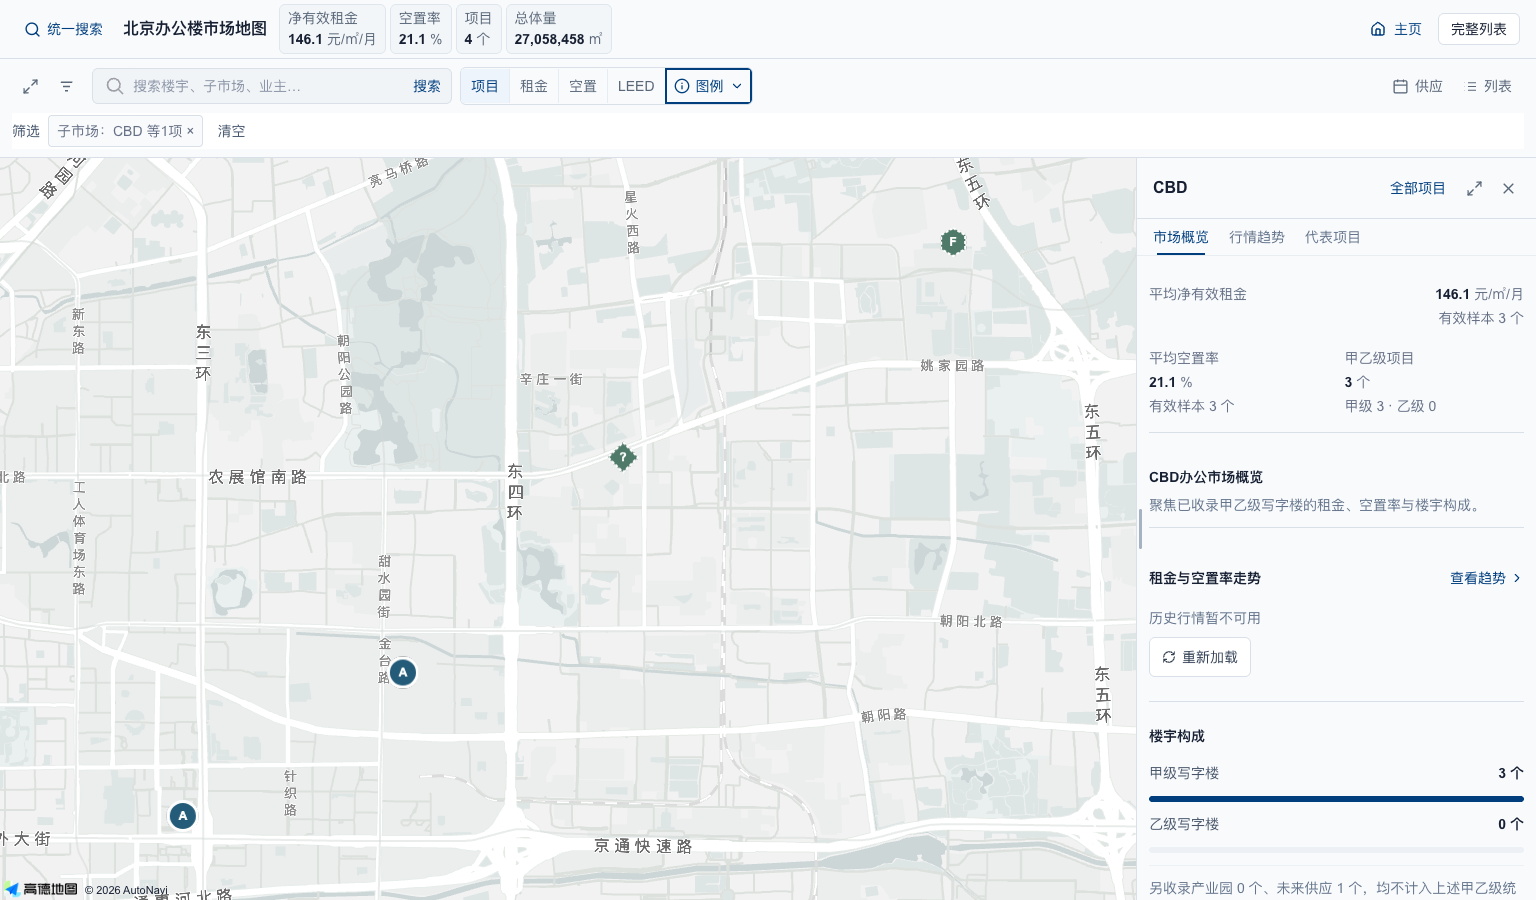 统一搜索
北京办公楼市场地图
净有效租金
146.1 元/㎡/月
空置率
21.1 %
项目
4 个
总体量
27,058,458 ㎡
主页
完整列表
搜索楼宇、子市场、业主…
搜索
项目
租金
空置
LEED
图例
供应
列表
筛选
子市场：CBD 等1项 ×
清空
亮马桥路
星火西路
东五环
F
新东路
东三环
朝阳公园路
辛庄一街
姚家园路
东五环
?
北路
农展馆南路
东四环
工人体育场东路
甜水园街
朝阳北路
金台路
A
东五环
朝阳路
针织路
A
外大街
京通快速路
高德地图
© 2026 AutoNavi
河北路
CBD
全部项目
市场概览
行情趋势
代表项目
平均净有效租金
146.1 元/㎡/月
有效样本 3 个
平均空置率
21.1 %
有效样本 3 个
甲乙级项目
3 个
甲级 3 · 乙级 0
CBD办公市场概览
聚焦已收录甲乙级写字楼的租金、空置率与楼宇构成。
租金与空置率走势
查看趋势
历史行情暂不可用
重新加载
楼宇构成
甲级写字楼
3 个
乙级写字楼
0 个
另收录产业园 0 个、未来供应 1 个，均不计入上述甲乙级统